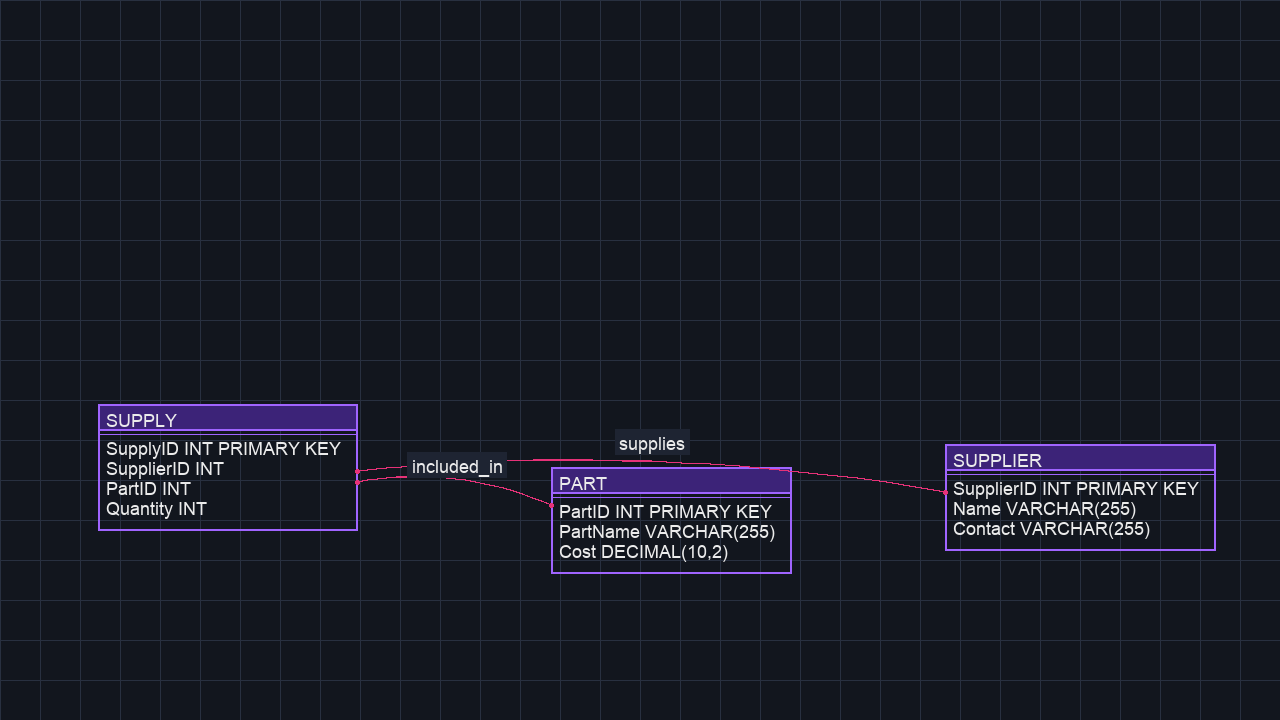 SUPPLY
SupplyID INT PRIMARY KEY
SupplierID INT
PartID INT
Quantity INT
included_in
supplies
PART
PartID INT PRIMARY KEY
PartName VARCHAR(255)
Cost DECIMAL(10,2)
SUPPLIER
SupplierID INT PRIMARY KEY
Name VARCHAR(255)
Contact VARCHAR(255)